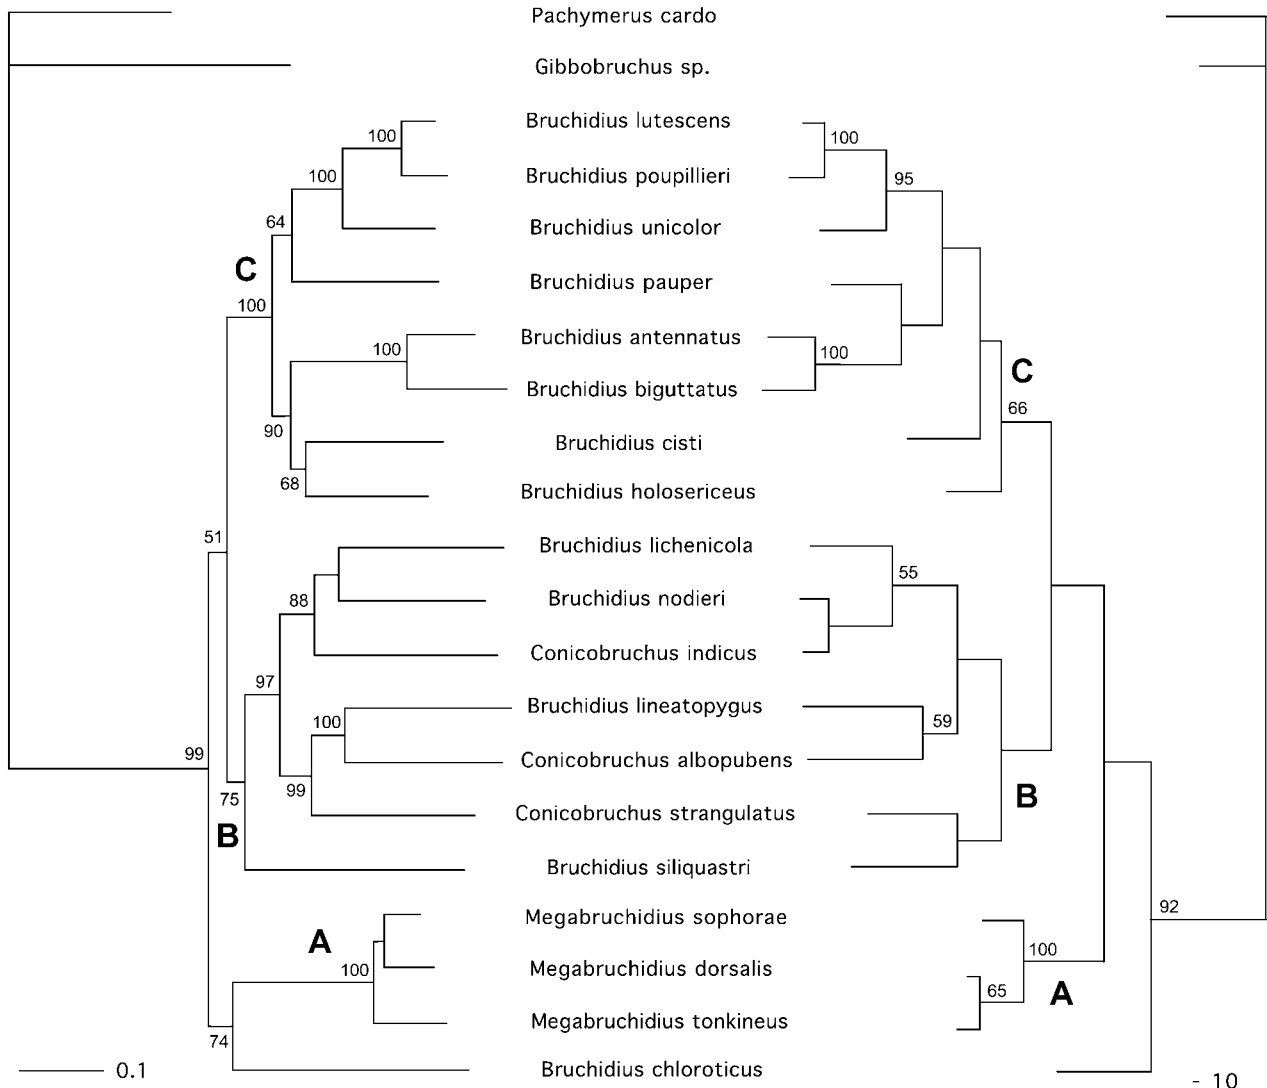 Pachymerus cardo
Gibbobruchus sp.
Bruchidius lutescens
100
100
Bruchidius poupillieri
100
95
64
Bruchidius unicolor
C
Bruchidius pauper
100
Bruchidius antennatus
100
100
C
Bruchidius biguttatus
66
90
Bruchidius cisti
68
Bruchidius holosericeus
51
Bruchidius lichenicola
55
88
Bruchidius nodieri
Conicobruchus indicus
97
Bruchidius lineatopygus
100
59
99
Conicobruchus albopubens
99
75
B
Conicobruchus strangulatus
B
Bruchidius siliquastri
92
Megabruchidius sophorae
A
100
100
Megabruchidius dorsalis
65
A
Megabruchidius tonkineus
74
0.1
Bruchidius chloroticus
- 10